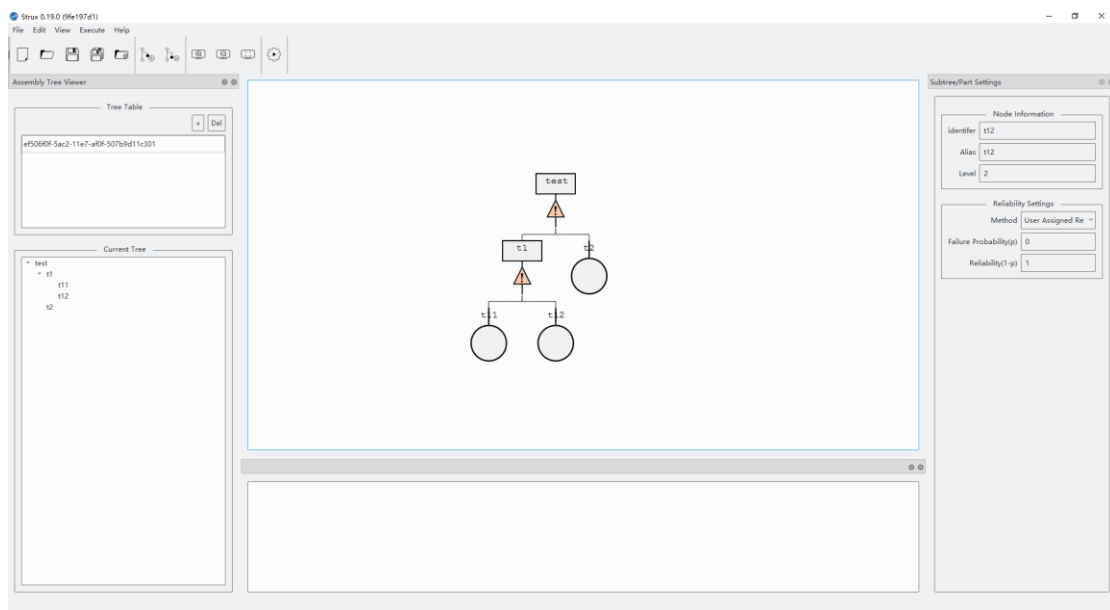 Strux 0.19.0 (9fe197d1)
File Edit View Execute Help
Assembly Tree Viewer
Tree Table
+ Del
ef506f0f-5ac2-11e7-af0f-507b9d11c301
Current Tree
test
t1
t11
t12
t2
test
t1
t2
t11
t12
Subtree/Part Settings
Node Information
identifer t12
Alias t12
Level 2
Reliability Settings
Method User Assigned Re
Failure Probability(p) 0
Reliability(1-p) 1